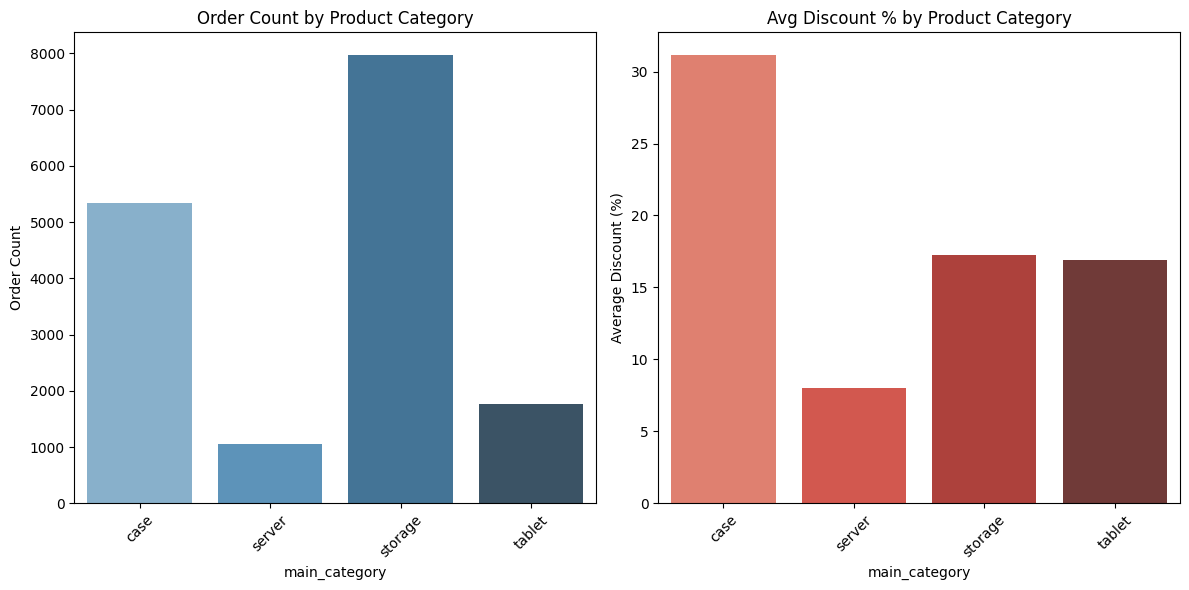 Order Count by Product Category
Order Count
8000
7000
6000
5000
4000
3000
2000
1000
0
case
server
storage
tablet
main_category
Avg Discount % by Product Category
Average Discount (%)
30
25
20
15
10
5
0
case
server
storage
tablet
main_category